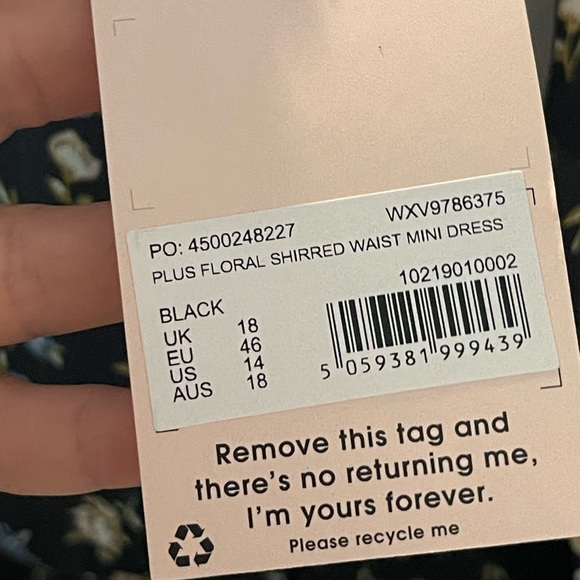 WXV9786375
PO: 4500248227
PLUS FLORAL SHIRRED WAIST MINI DRESS
10219010002
BLACK
UK 18
EU 46
US 14
AUS 18
5 059381 999439
Remove this tag and
there's no returning me,
I'm yours forever.
Please recycle me